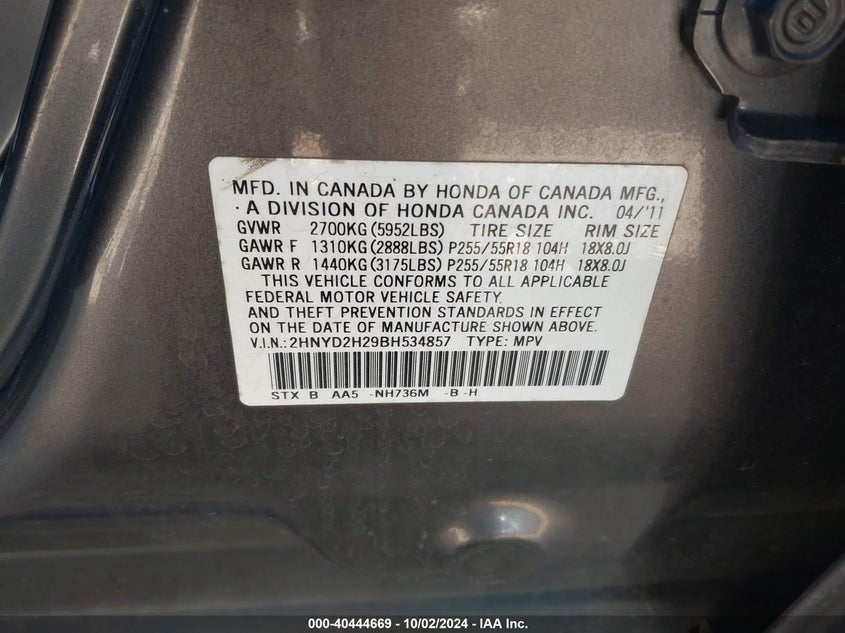 MFD. IN CANADA BY HONDA OF CANADA MFG.,
A DIVISION OF HONDA CANADA INC. 04/'11
GVWR 2700KG(5952LBS) TIRE SIZE RIM SIZE
GAWR F 1310KG(2888LBS) P255/55R18 104H 18X8.0J
GAWR R 1440KG(3175LBS) P255/55R18 104H 18X8.0J
THIS VEHICLE CONFORMS TO ALL APPLICABLE
FEDERAL MOTOR VEHICLE SAFETY
AND THEFT PREVENTION STANDARDS IN EFFECT
ON THE DATE OF MANUFACTURE SHOWN ABOVE.
V.I.N.:2HNYD2H29BH534857 TYPE: MPV
STX B AA5 -NH736M -B-H
000-40444669 - 10/02/2024 - IAA Inc.